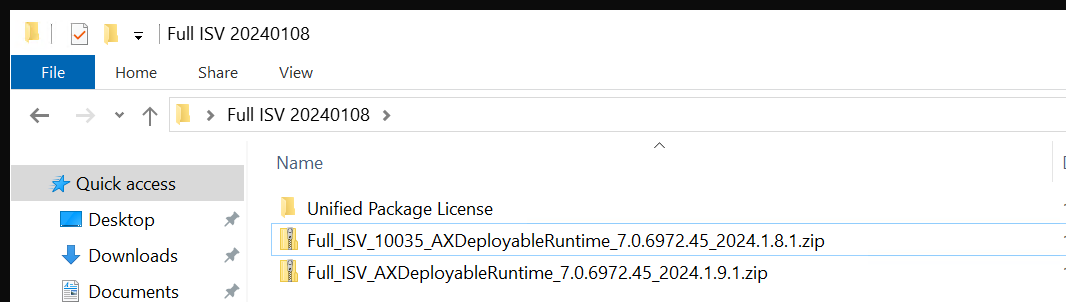 Full ISV 20240108
File Home Share View
Full ISV 20240108
Name
Quick access
Unified Package License
Desktop
Full_ISV_10035_AXDeployableRuntime_7.0.6972.45_2024.1.8.1.zip
Downloads
Full_ISV_AXDeployableRuntime_7.0.6972.45_2024.1.9.1.zip
Documents